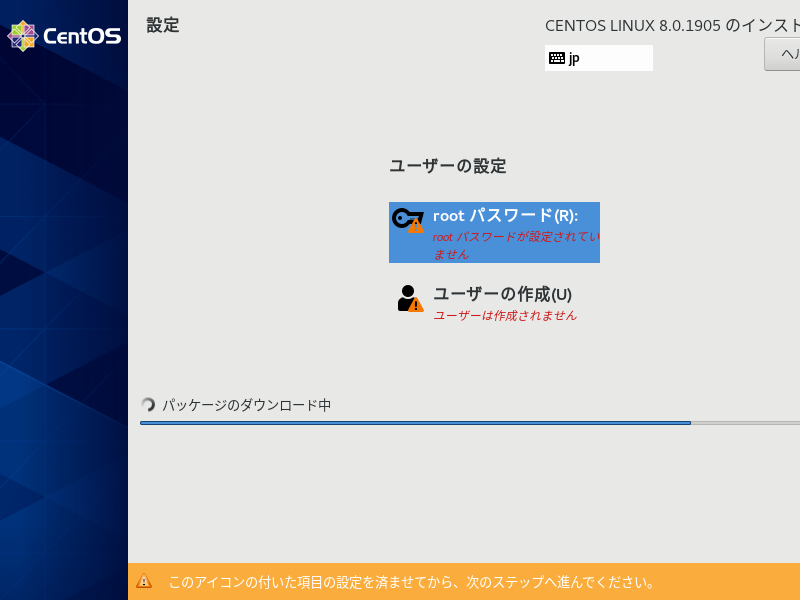 CentOS
設定
CENTOS LINUX 8.0.1905 のインスト
jp
ヘル
ユーザーの設定
root パスワード(R):
root パスワードが設定されてい
ません
ユーザーの作成(U)
ユーザーは作成されません
パッケージのダウンロード中
このアイコンの付いた項目の設定を済ませてから、次のステップへ進んでください。